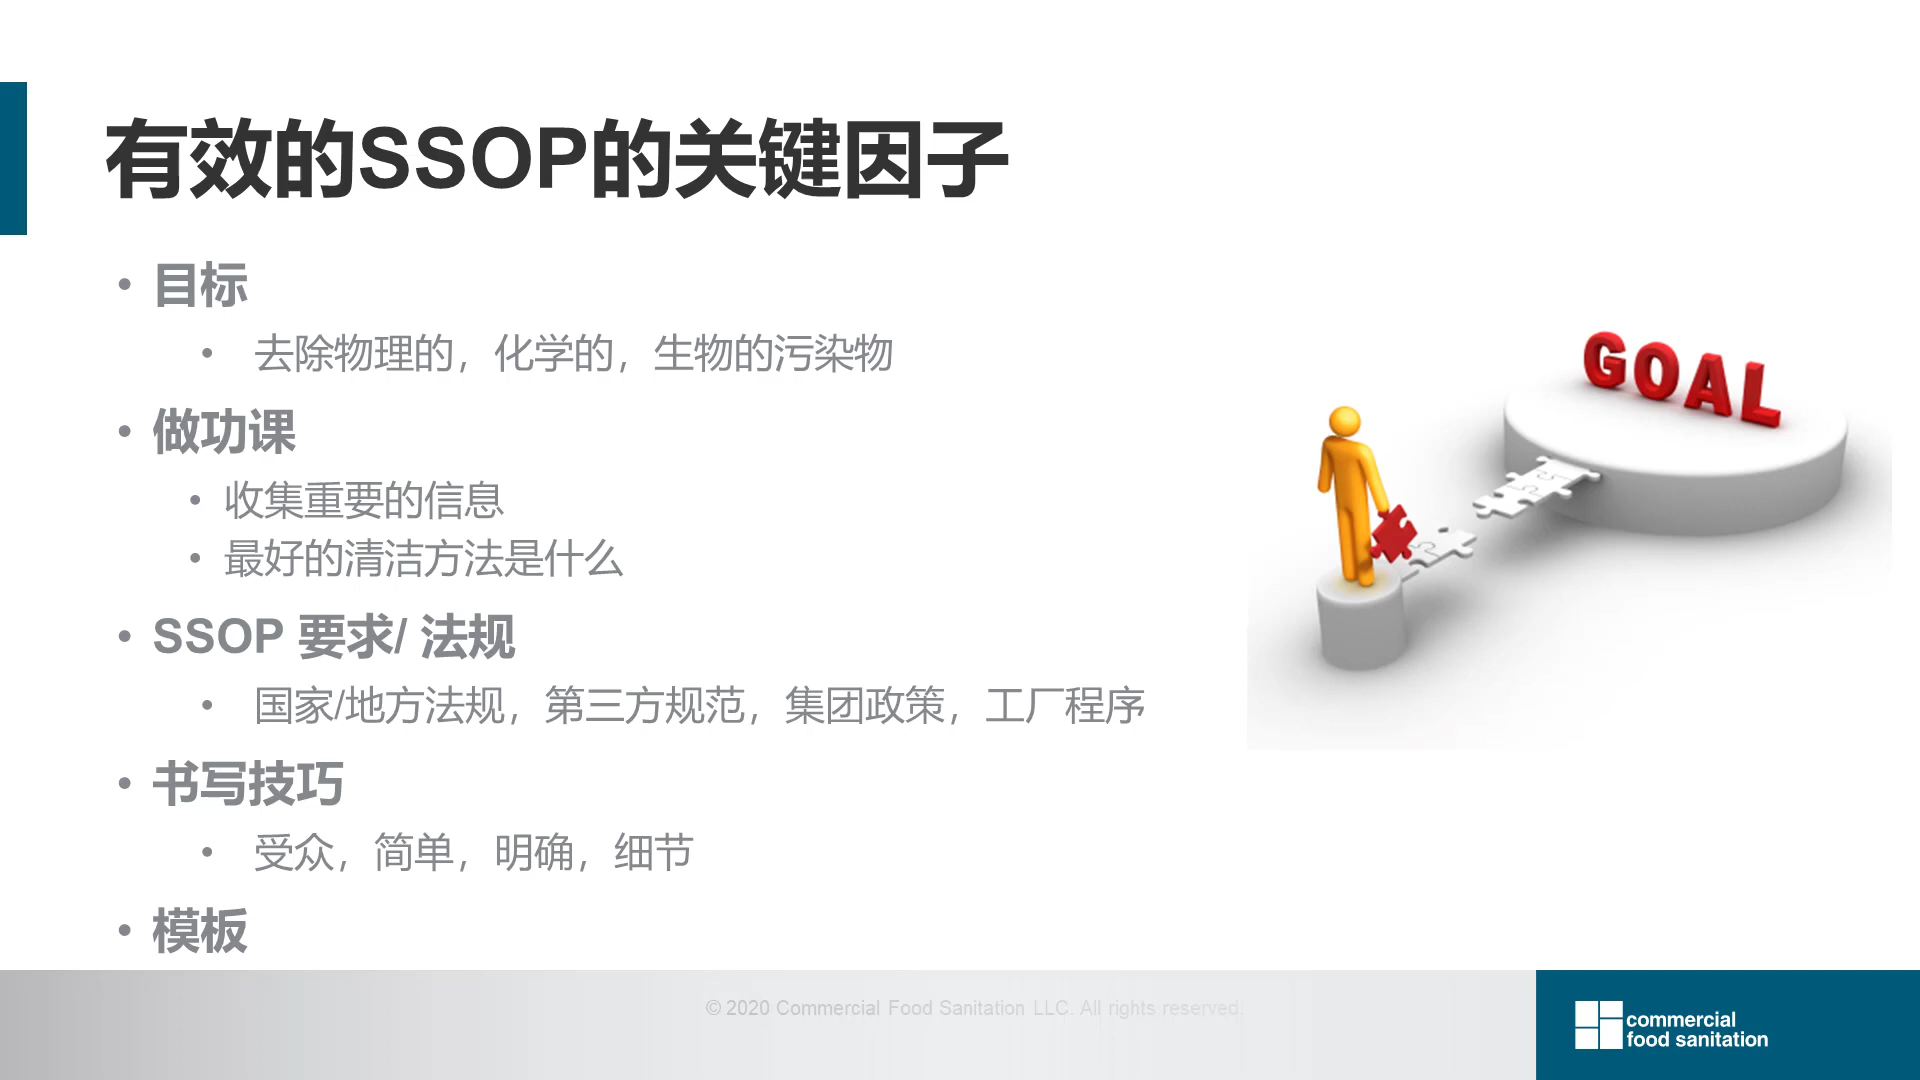 有效的SSOP的关键因子
• 目标
• 去除物理的，化学的，生物的污染物
• 做功课
• 收集重要的信息
• 最好的清洁方法是什么
• SSOP 要求/ 法规
• 国家/地方法规，第三方规范，集团政策，工厂程序
• 书写技巧
• 受众，简单，明确，细节
• 模板
GOAL
© 2020 Commercial Food Sanitation LLC. All rights reserved.
commercial
food sanitation